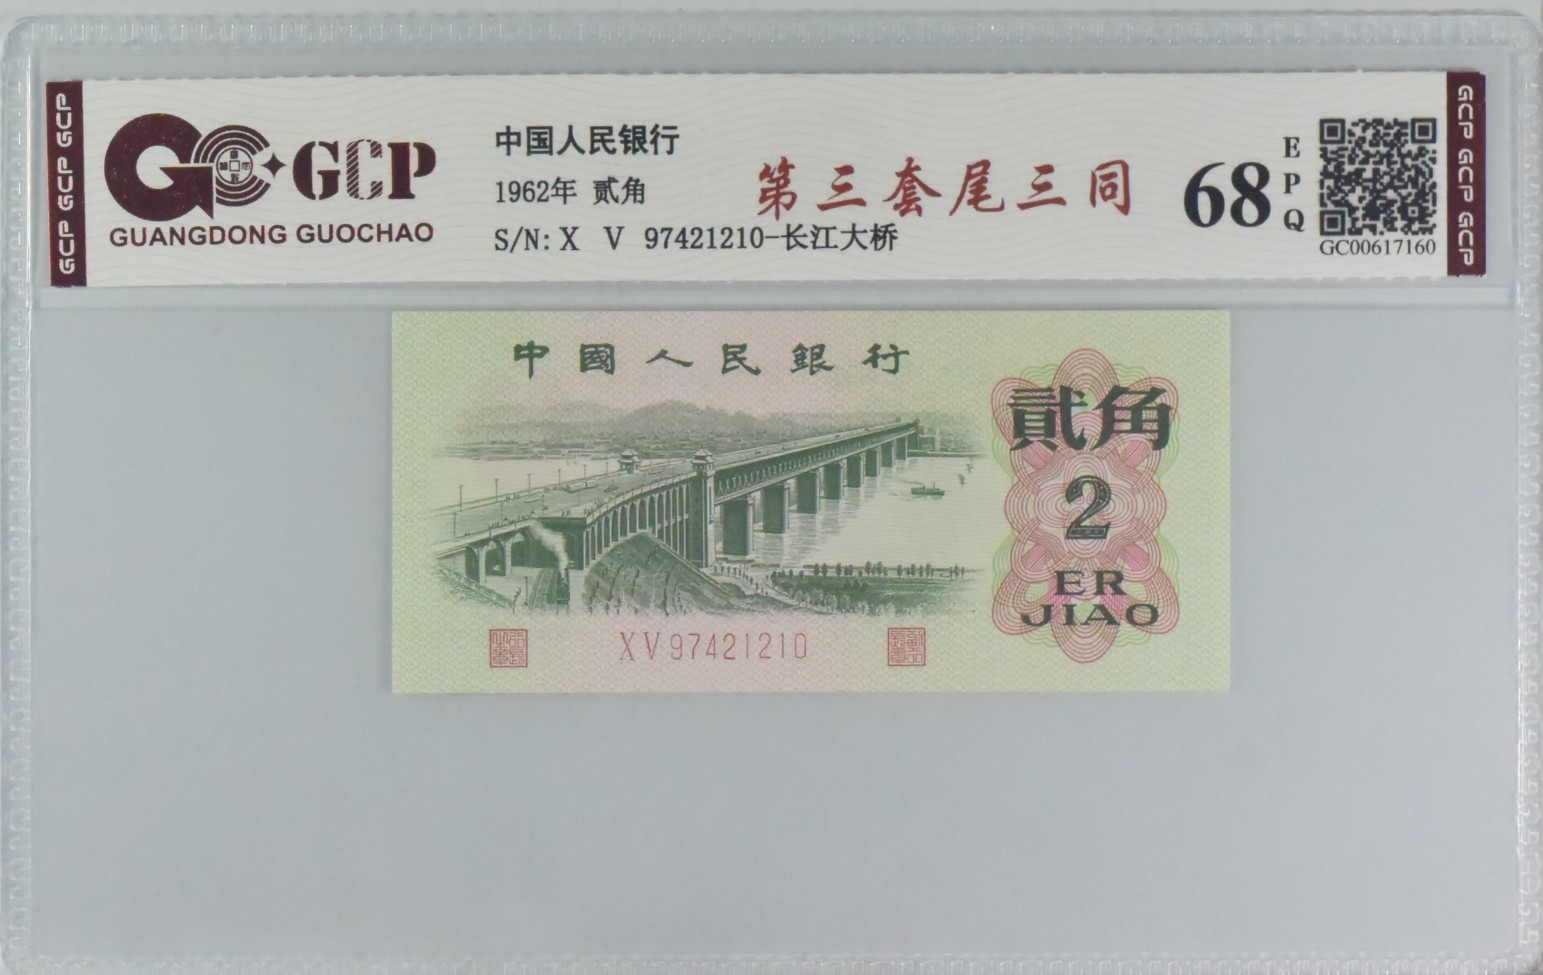 GCP GCP GCP
GCP
GUANGDONG GUOCHAO
中国人民银行
1962年 贰角
S/N: X V 97421210-长江大桥
第三套尾三同
68
EPQ
GC00617160
GCP GCP GCP
中國人民銀行
貳角
2
ER
JIAO
XV97421210